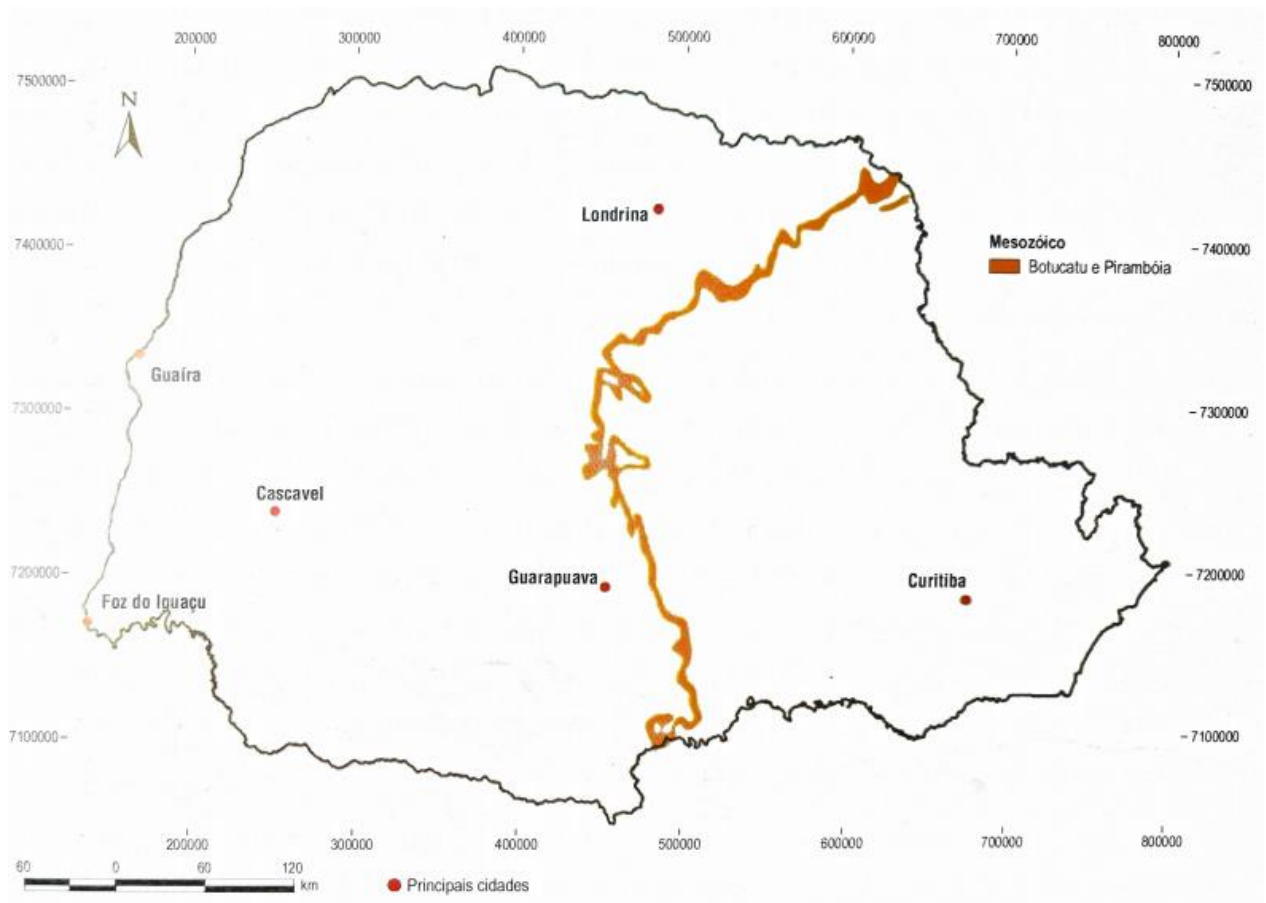 200000 300000 400000 500000 600000 700000 800000
7500000 - 7500000
N
Londrina
7400000 - 7400000
Mesozóico
Botucatu e Pirambóia
Guaíra
7300000 - 7300000
Cascavel
Guarapuava
Curitiba
7200000 - 7200000
Foz do Iguaçu
7100000 - 7100000
200000 300000 400000 500000 600000 700000 800000
60 0 60 120 km
Principais cidades